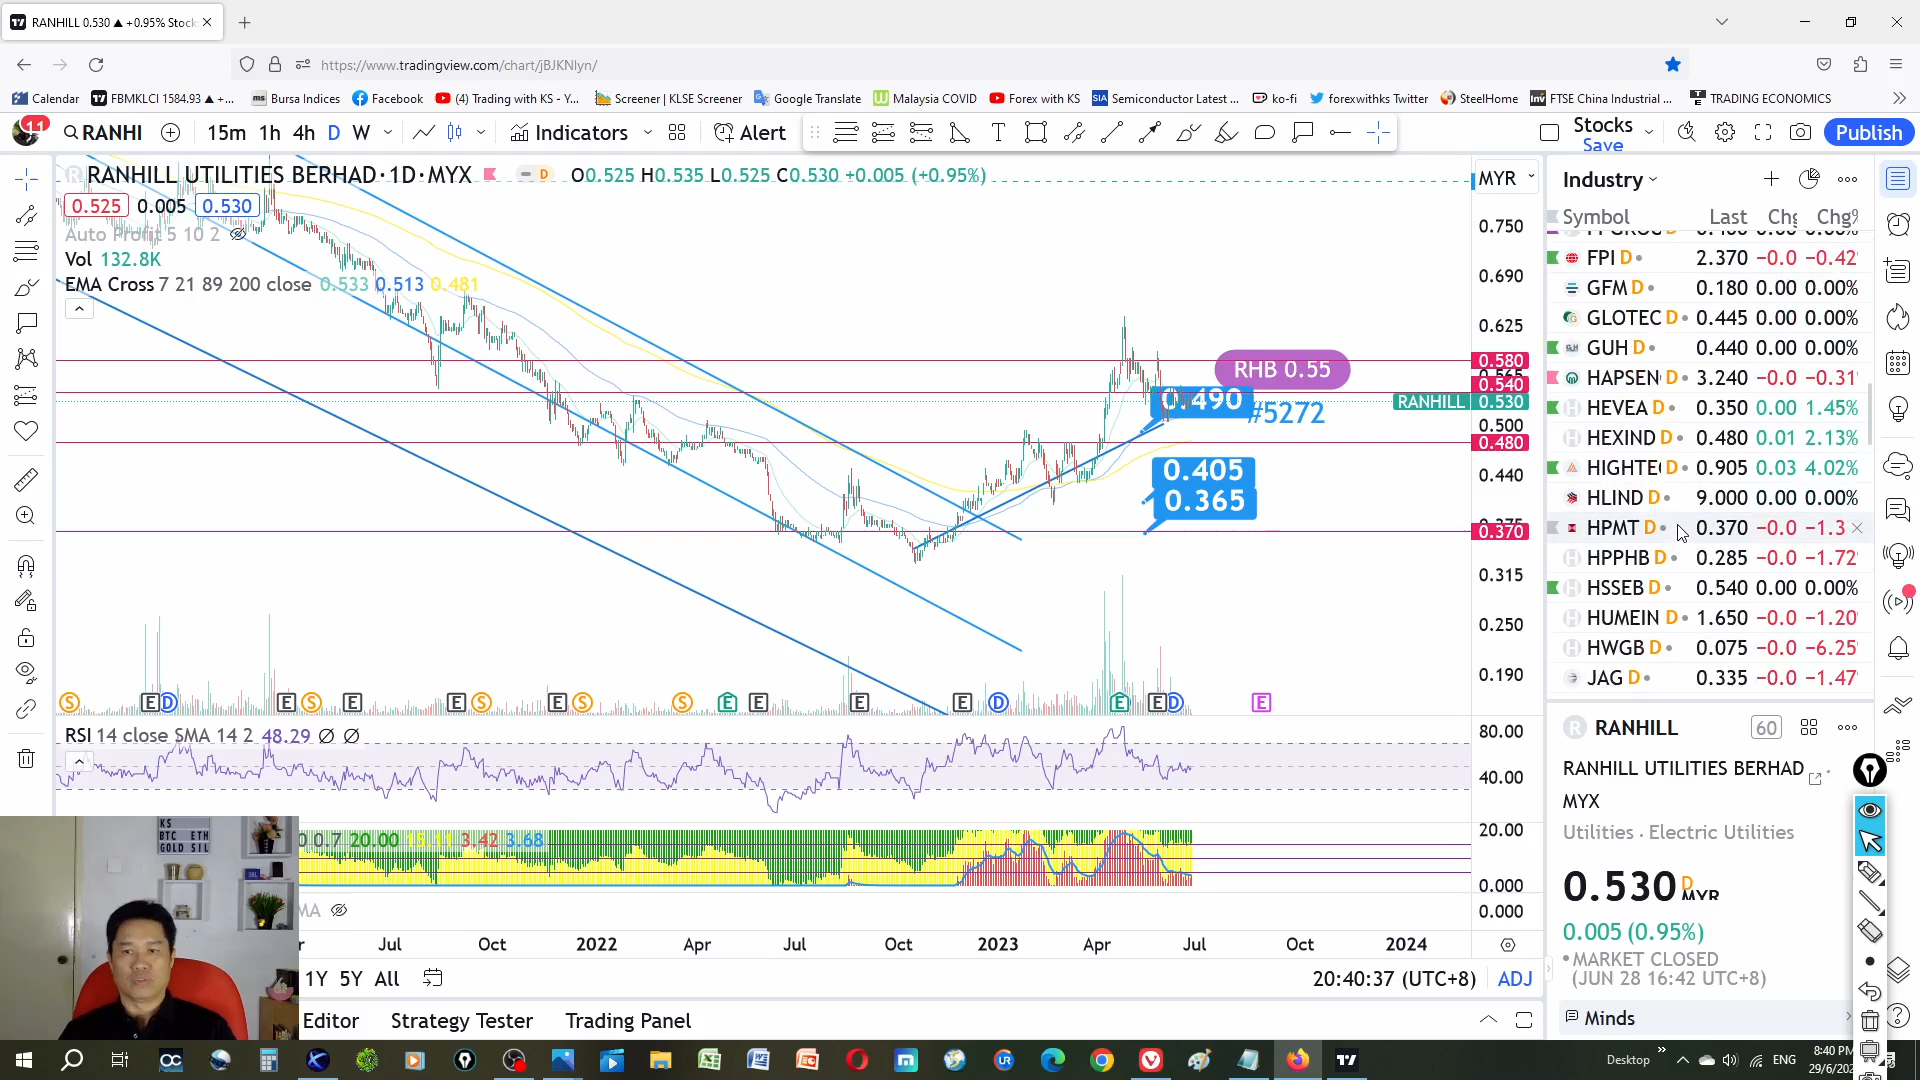 RANHILL 0.530 ▲ +0.95% Stock
https://www.tradingview.com/chart/jBJKNlyn/
Calendar
FBMKLCI 1584.93 ▲ +...
Bursa Indices
Facebook
(4) Trading with KS - Y...
Screener | KLSE Screener
Google Translate
Malaysia COVID
Forex with KS
Semiconductor Latest ...
ko-fi
forexwithks Twitter
SteelHome
FTSE China Industrial ...
TRADING ECONOMICS
11
RANHI
15m 1h 4h D W
Indicators
Alert
Stocks
Save
Publish
RANHILL UTILITIES BERHAD · 1D · MYX
D
O0.525 H0.535 L0.525 C0.530 +0.005 (+0.95%)
0.525 0.005 0.530
Auto Profit 5 10 2
Vol 132.8K
EMA Cross 7 21 89 200 close 0.533 0.513 0.481
MYR
0.750
0.690
0.625
0.580
0.540
RANHILL 0.530
0.500
0.480
0.440
0.370
0.315
0.250
0.190
RHB 0.55
0.490
#5272
0.405
0.365
S E D E S E E S E S S E E E E D E E D E
RSI 14 close SMA 14 2 48.29 Ø Ø
80.00
40.00
0 0.7 20.00 3.42 3.68
20.00
0.000
MA
0.000
Jul Oct 2022 Apr Jul Oct 2023 Apr Jul Oct 2024
1Y 5Y All
20:40:37 (UTC+8) ADJ
Editor Strategy Tester Trading Panel
KS
BTC ETH
GOLD SIL
Industry
Symbol Last Chg Chg%
FPI D 2.370 −0.0 −0.42
GFM D 0.180 0.00 0.00%
GLOTEC D 0.445 0.00 0.00%
GUH D 0.440 0.00 0.00%
HAPSEN D 3.240 −0.0 −0.31
HEVEA D 0.350 0.00 1.45%
HEXIND D 0.480 0.01 2.13%
HIGHTE D 0.905 0.03 4.02%
HLIND D 9.000 0.00 0.00%
HPMT D 0.370 −0.0 −1.3
HPPHB D 0.285 −0.0 −1.72
HSSEB D 0.540 0.00 0.00%
HUMEIN D 1.650 −0.0 −1.20
HWGB D 0.075 −0.0 −6.25
JAG D 0.335 −0.0 −1.47
R RANHILL
60
RANHILL UTILITIES BERHAD
MYX
Utilities · Electric Utilities
0.530 D MYR
0.005 (0.95%)
MARKET CLOSED
(JUN 28 16:42 UTC+8)
Minds
Desktop
ENG
8:40 PM
29/6/202